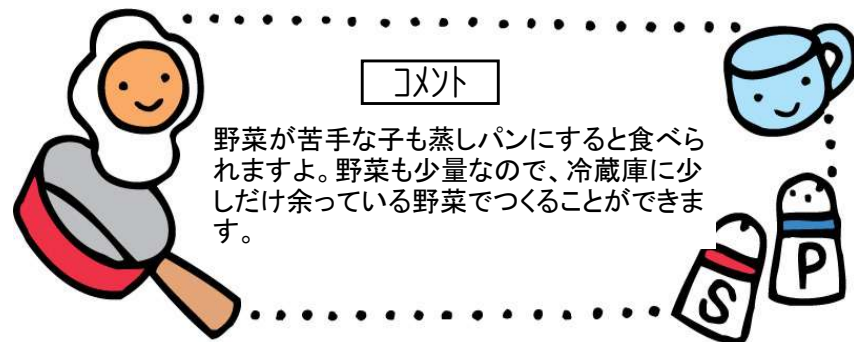 コメント
野菜が苦手な子も蒸しパンにすると食べら
れますよ。野菜も少量なので、冷蔵庫に少
しだけ余っている野菜でつくることができま
す。
S
P